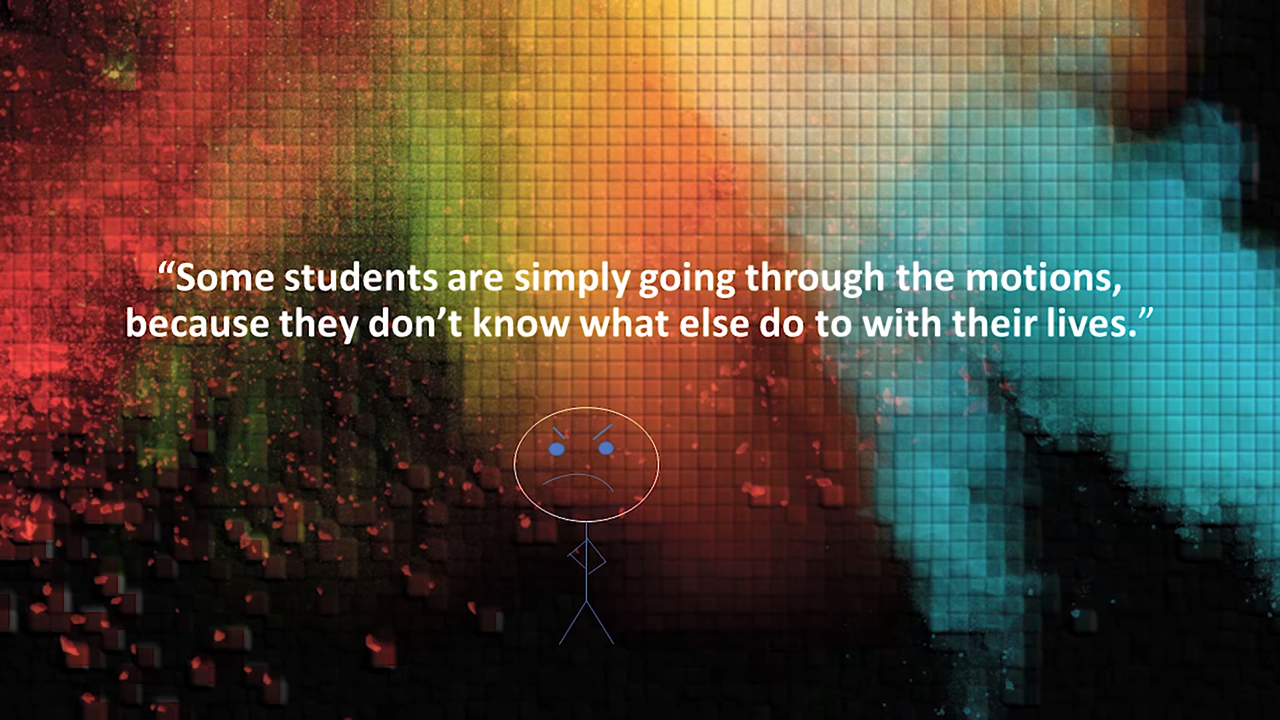 “Some students are simply going through the motions,
because they don’t know what else do to with their lives.”